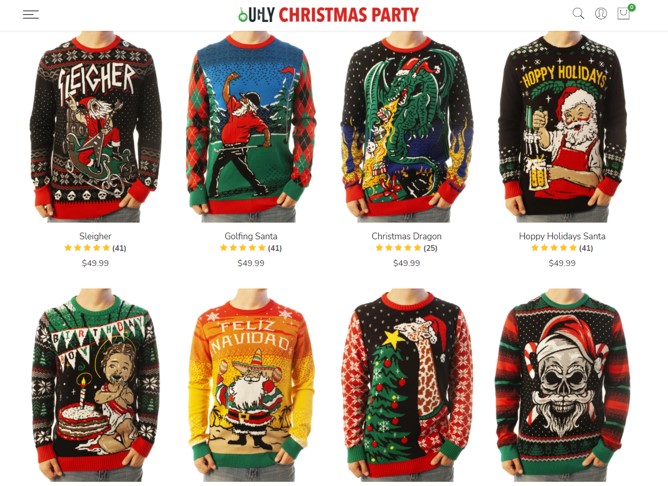 UGLY CHRISTMAS PARTY
0
SLEIGHER
HOPPY HOLIDAYS
Sleigher
(41)
$49.99
Golfing Santa
(41)
$49.99
Christmas Dragon
(25)
$49.99
Hoppy Holidays Santa
(41)
$49.99
BIRTHDAY
BOY
FELIZ
NAVIDAD